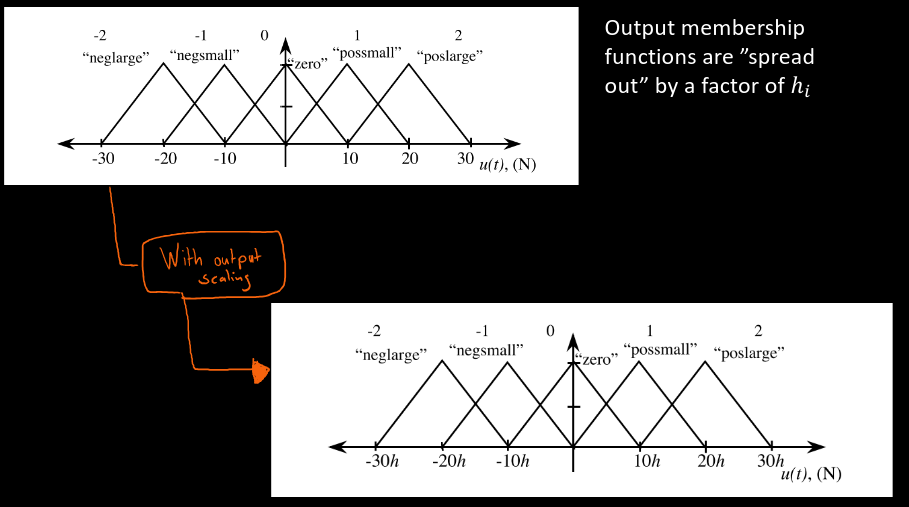 -2 -1 0 1 2
“neglarge” “negsmall” “zero” “possmall” “poslarge”
-30 -20 -10 10 20 30 u(t), (N)
Output membership
functions are ”spread
out” by a factor of hᵢ
With output
scaling
-2 -1 0 1 2
“neglarge” “negsmall” “zero” “possmall” “poslarge”
-30h -20h -10h 10h 20h 30h
u(t), (N)